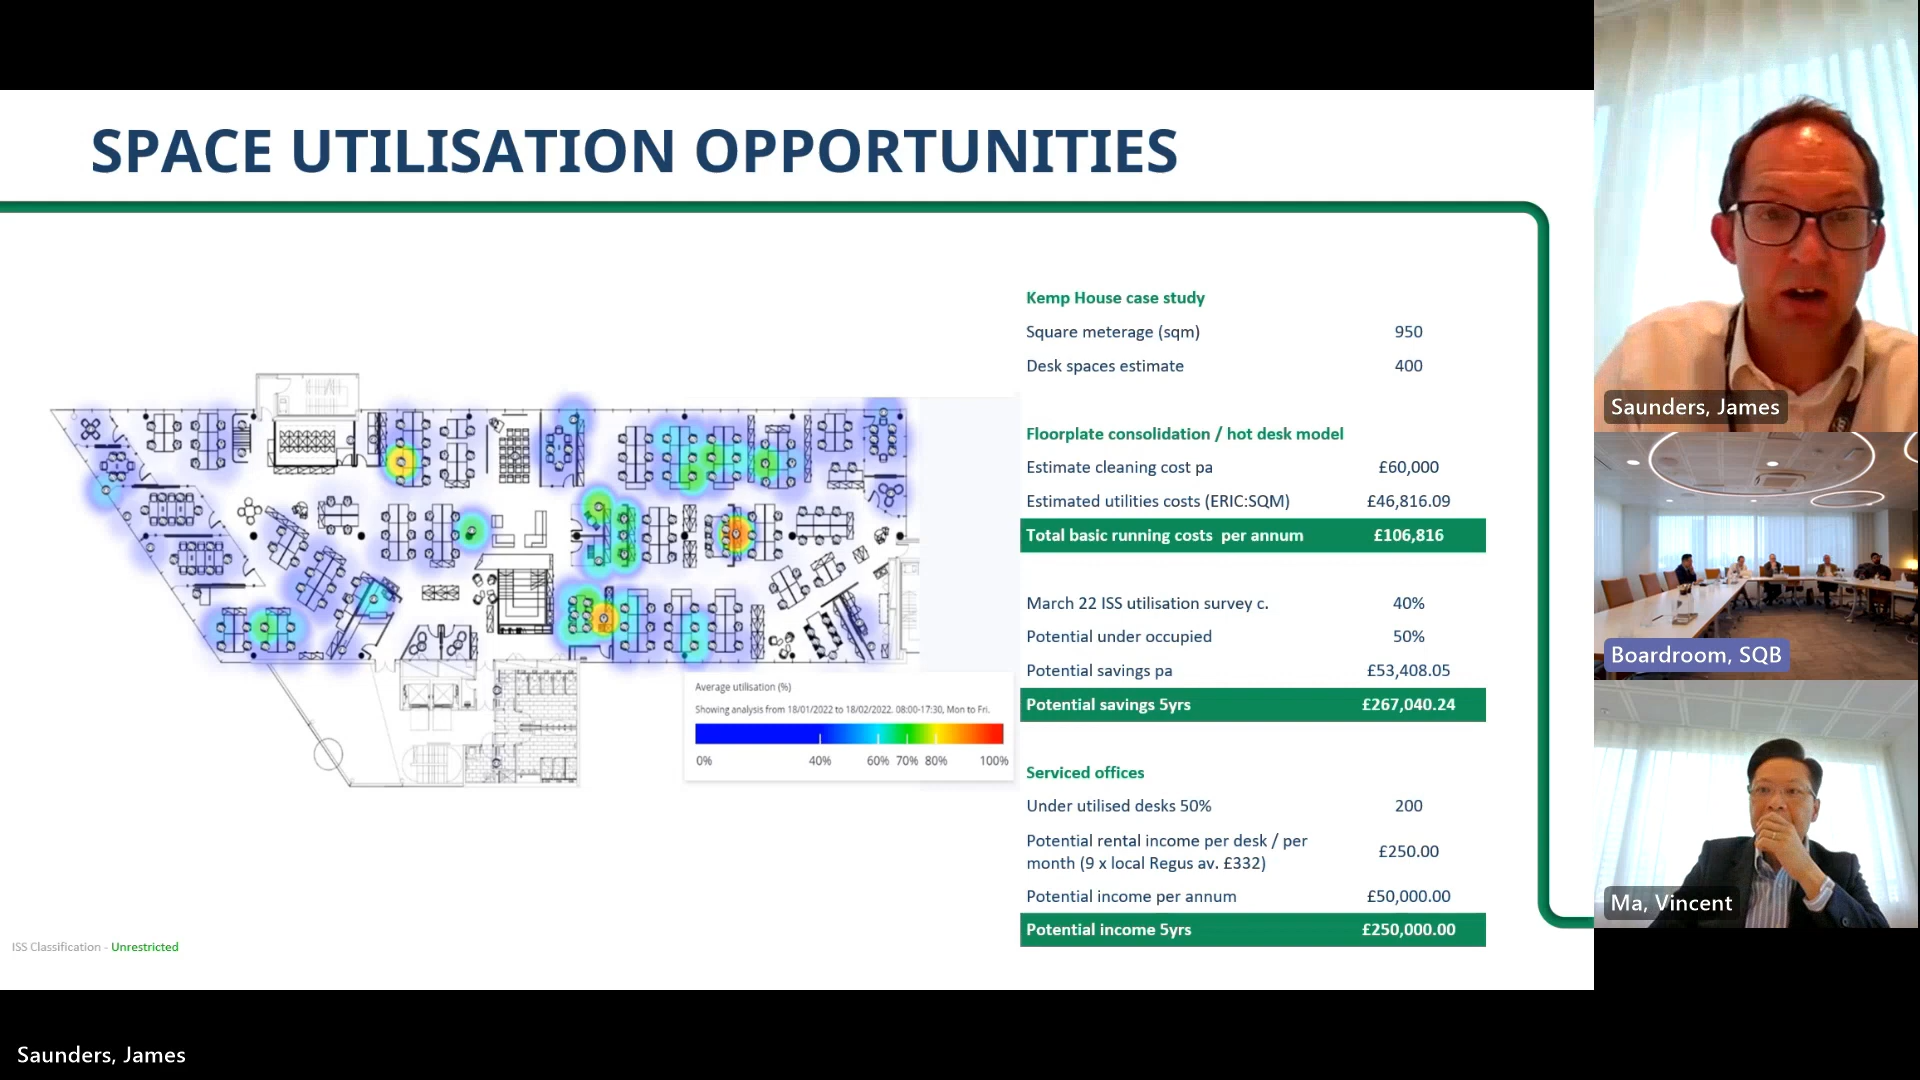 SPACE UTILISATION OPPORTUNITIES
Kemp House case study
Square meterage (sqm) 950
Desk spaces estimate 400
Floorplate consolidation / hot desk model
Estimate cleaning cost pa £60,000
Estimated utilities costs (ERIC:SQM) £46,816.09
Total basic running costs per annum £106,816
March 22 ISS utilisation survey c. 40%
Potential under occupied 50%
Potential savings pa £53,408.05
Potential savings 5yrs £267,040.24
Serviced offices
Under utilised desks 50% 200
Potential rental income per desk / per
month (9 x local Regus av. £332) £250.00
Potential income per annum £50,000.00
Potential income 5yrs £250,000.00
Average utilisation (%)
Showing analysis from 18/01/2022 to 18/02/2022. 08:00-17:30, Mon to Fri.
0% 40% 60% 70% 80% 100%
ISS Classification - Unrestricted
Saunders, James
Boardroom, SQB
Ma, Vincent
Saunders, James